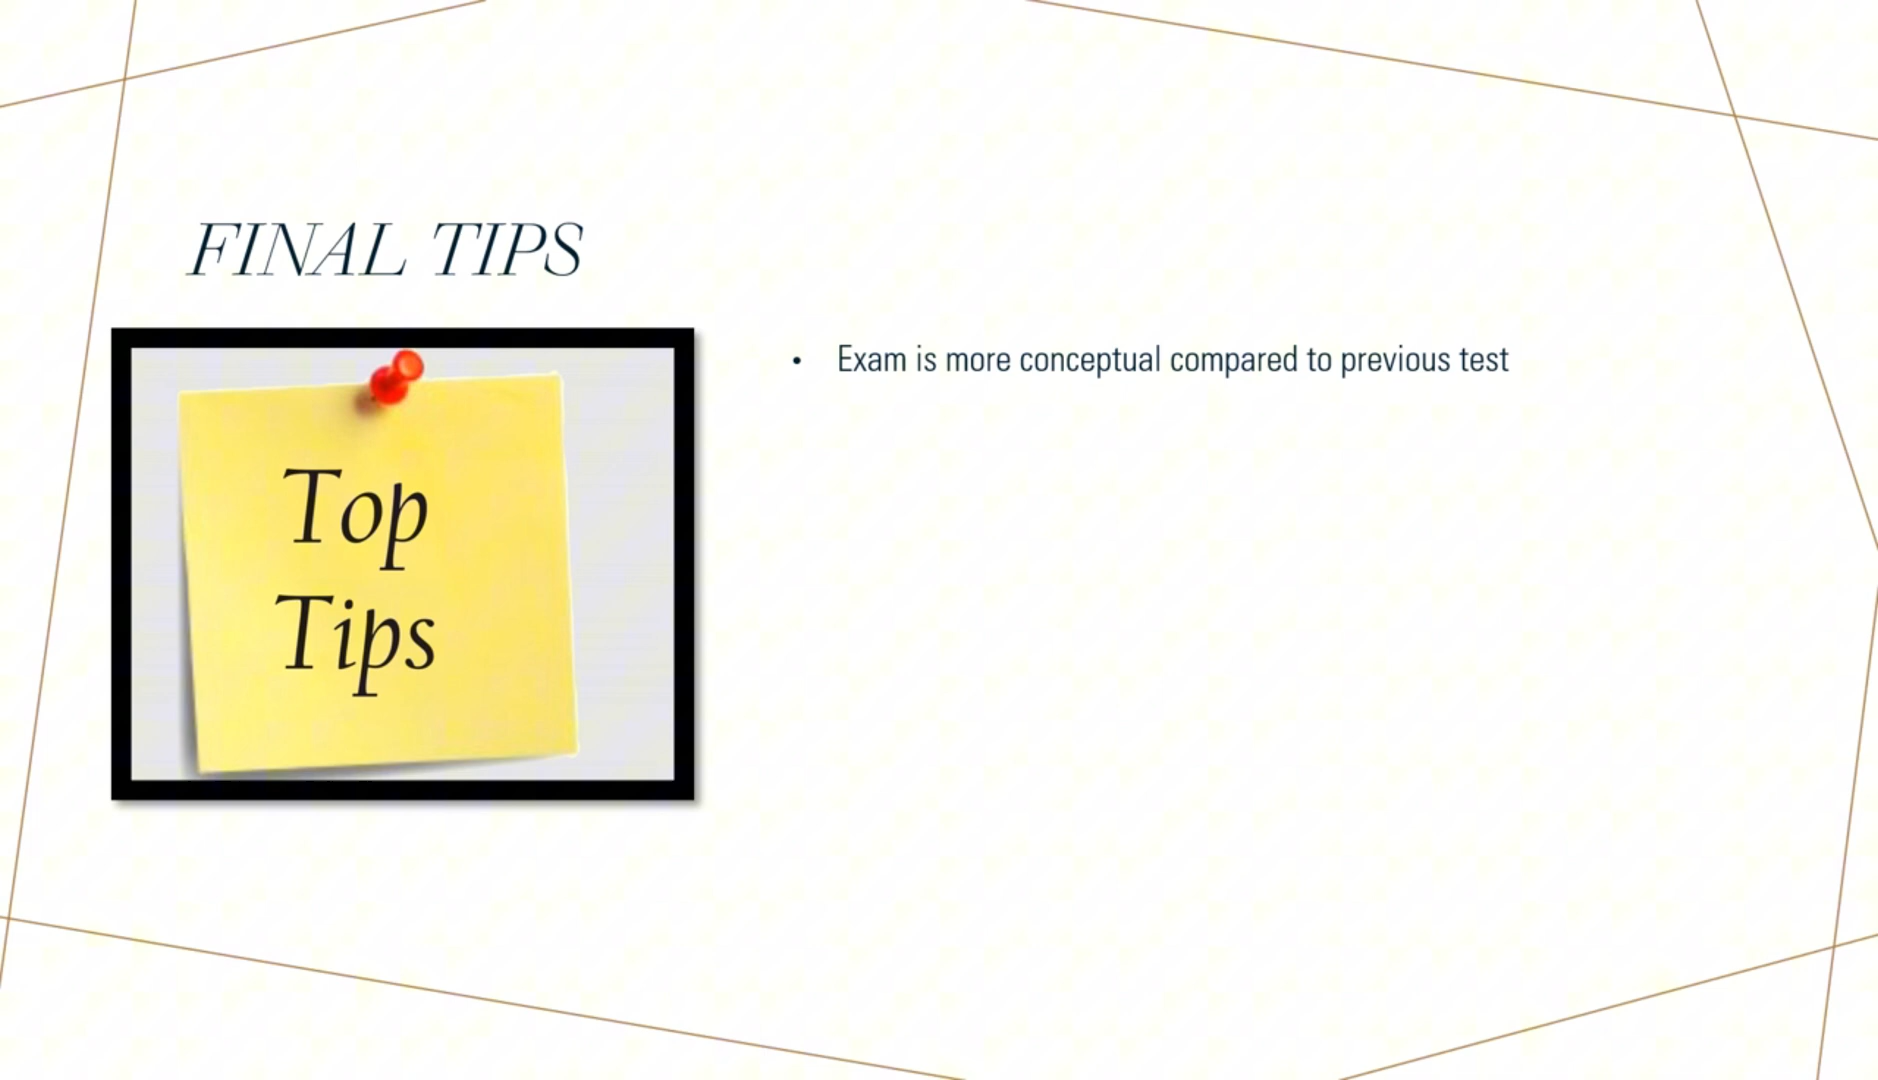 FINAL TIPS
Top
Tips
• Exam is more conceptual compared to previous test